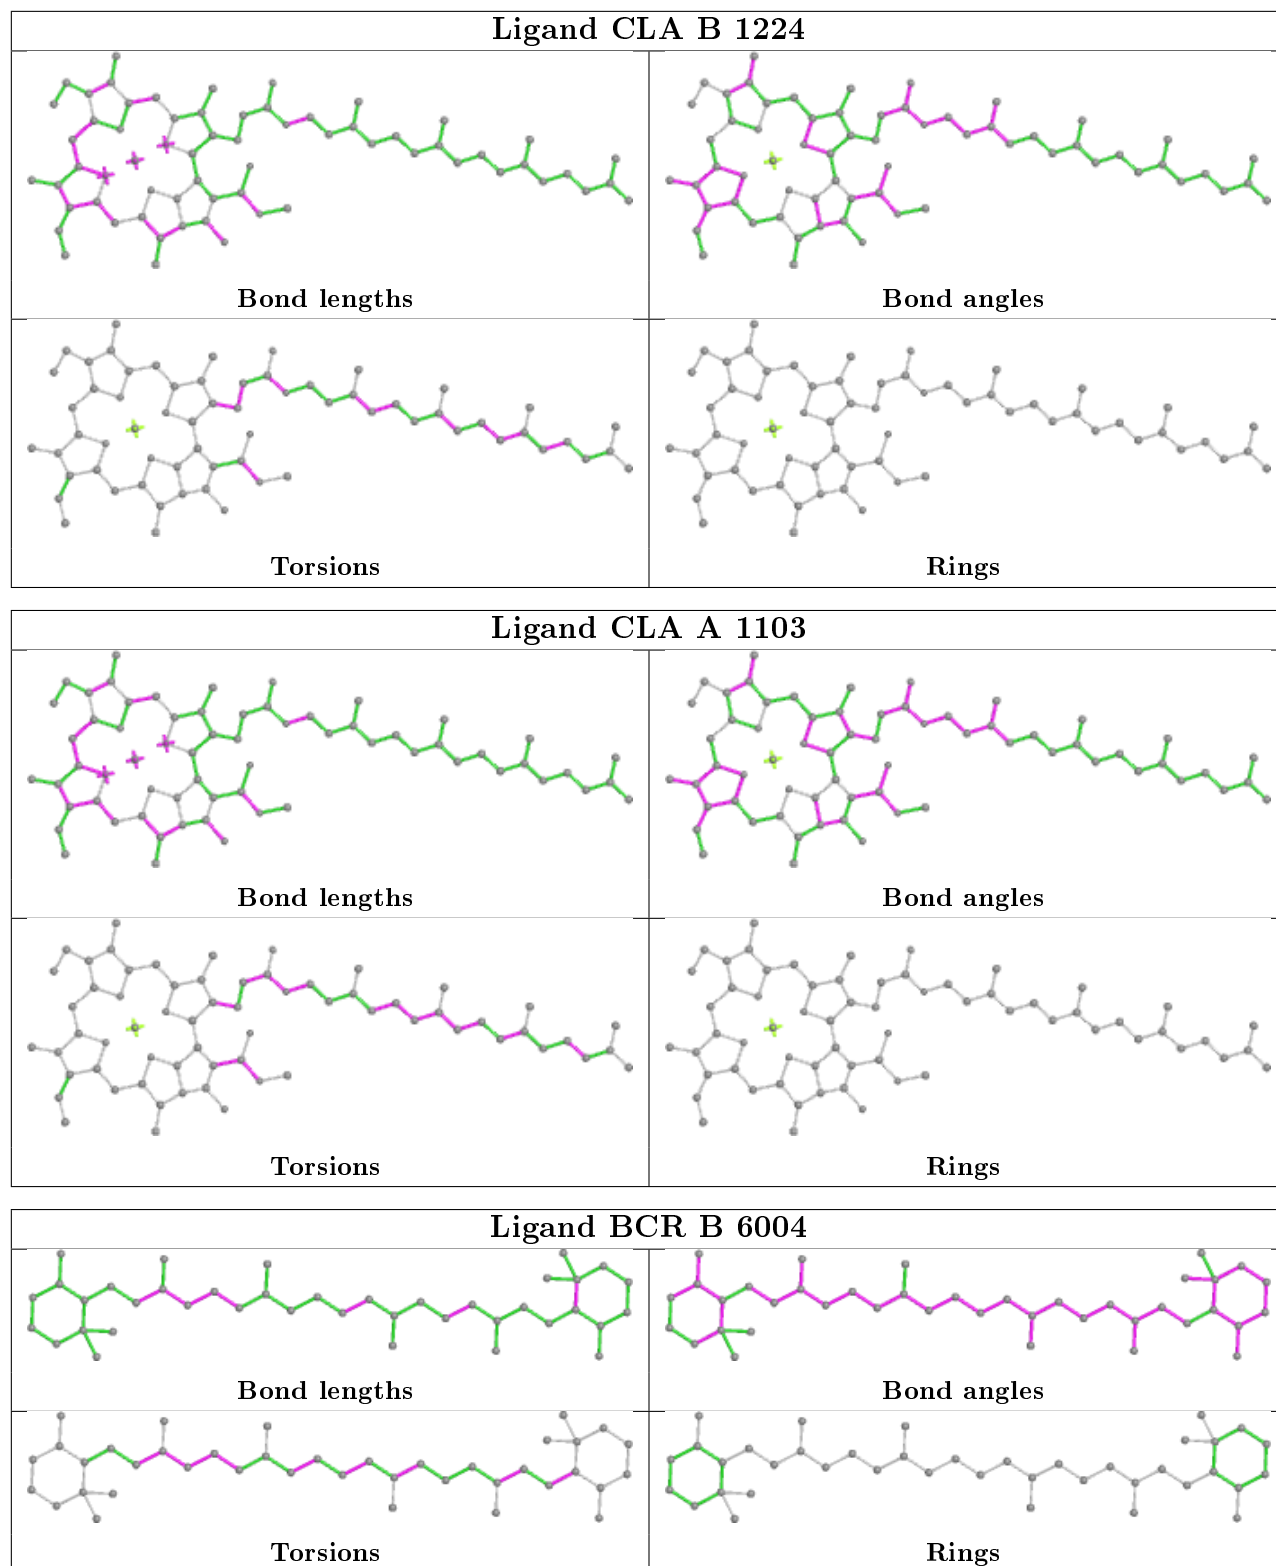 Ligand CLA B 1224
Bond lengths
Bond angles
Torsions
Rings
Ligand CLA A 1103
Bond lengths
Bond angles
Torsions
Rings
Ligand BCR B 6004
Bond lengths
Bond angles
Torsions
Rings